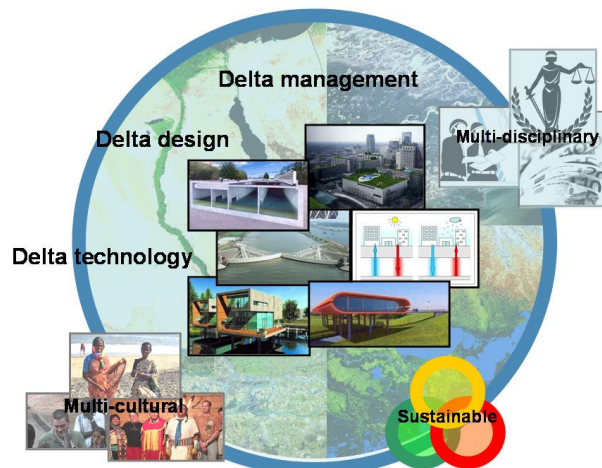 Delta management
Delta design
Multi-disciplinary
Delta technology
Multi-cultural
Sustainable